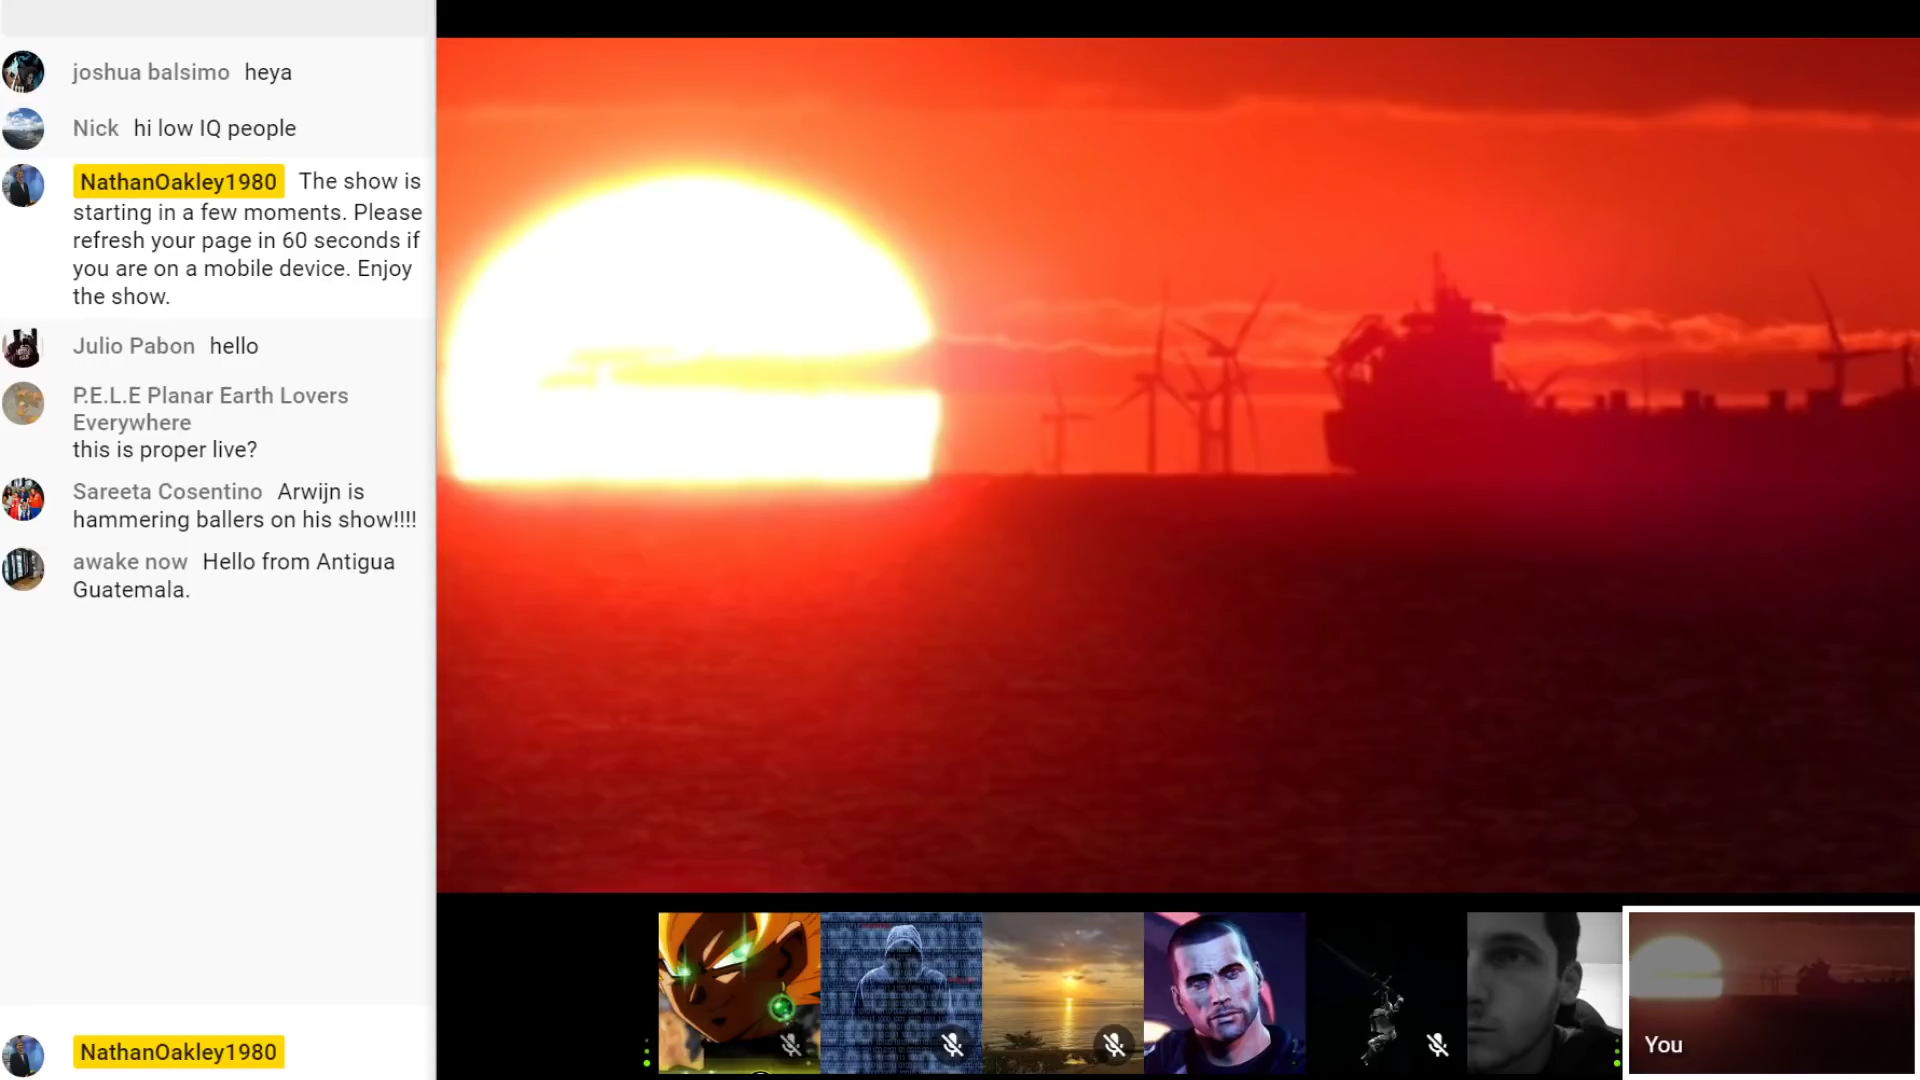 joshua balsimo heya
Nick hi low IQ people
NathanOakley1980 The show is
starting in a few moments. Please
refresh your page in 60 seconds if
you are on a mobile device. Enjoy
the show.
Julio Pabon hello
P.E.L.E Planar Earth Lovers
Everywhere
this is proper live?
Sareeta Cosentino Arwijn is
hammering ballers on his show!!!!
awake now Hello from Antigua
Guatemala.
NathanOakley1980
You